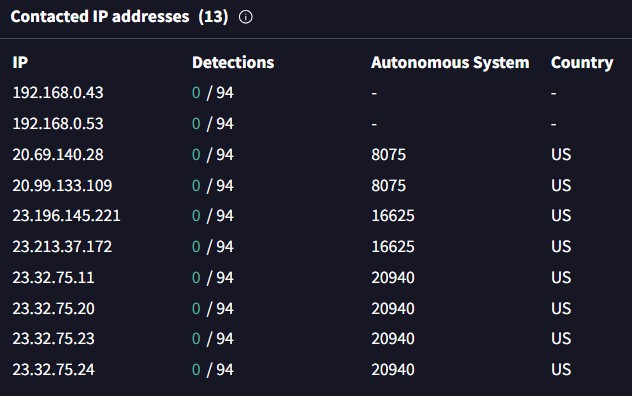 Contacted IP addresses (13)
IP Detections Autonomous System Country
192.168.0.43 0 / 94 - -
192.168.0.53 0 / 94 - -
20.69.140.28 0 / 94 8075 US
20.99.133.109 0 / 94 8075 US
23.196.145.221 0 / 94 16625 US
23.213.37.172 0 / 94 16625 US
23.32.75.11 0 / 94 20940 US
23.32.75.20 0 / 94 20940 US
23.32.75.23 0 / 94 20940 US
23.32.75.24 0 / 94 20940 US